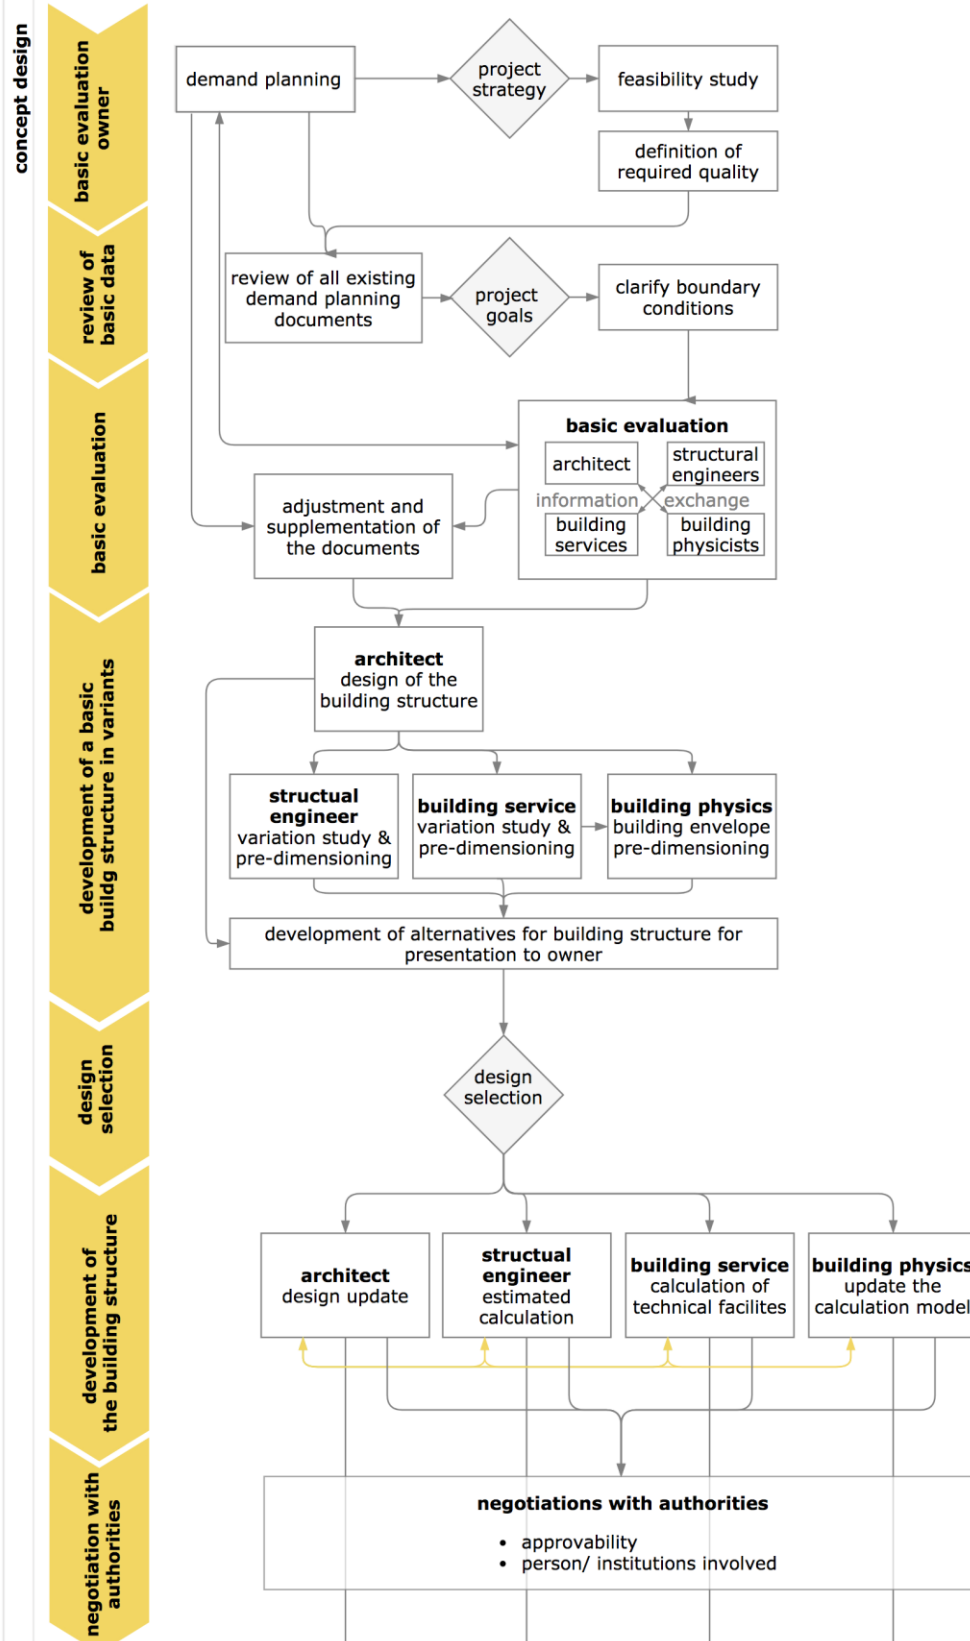 concept design
basic evaluation
owner
demand planning
project
strategy
feasibility study
definition of
required quality
review of
basic data
review of all existing
demand planning
documents
project
goals
clarify boundary
conditions
basic evaluation
basic evaluation
architect
structural
engineers
information exchange
building
services
building
physicists
adjustment and
supplementation of
the documents
development of a basic
buildg structure in variants
architect
design of the
building structure
structual
engineer
variation study &
pre-dimensioning
building service
variation study &
pre-dimensioning
building physics
building envelope
pre-dimensioning
development of alternatives for building structure for
presentation to owner
design
selection
design
selection
development of
the building structure
architect
design update
structual
engineer
estimated
calculation
building service
calculation of
technical facilites
building physics
update the
calculation model
negotiation with
authorities
negotiations with authorities
• approvability
• person/ institutions involved